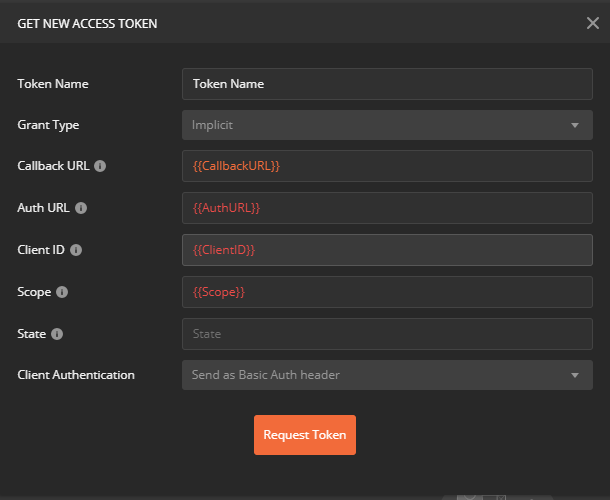 GET NEW ACCESS TOKEN
Token Name Token Name
Grant Type Implicit
Callback URL {{CallbackURL}}
Auth URL {{AuthURL}}
Client ID {{ClientID}}
Scope {{Scope}}
State State
Client Authentication Send as Basic Auth header
Request Token